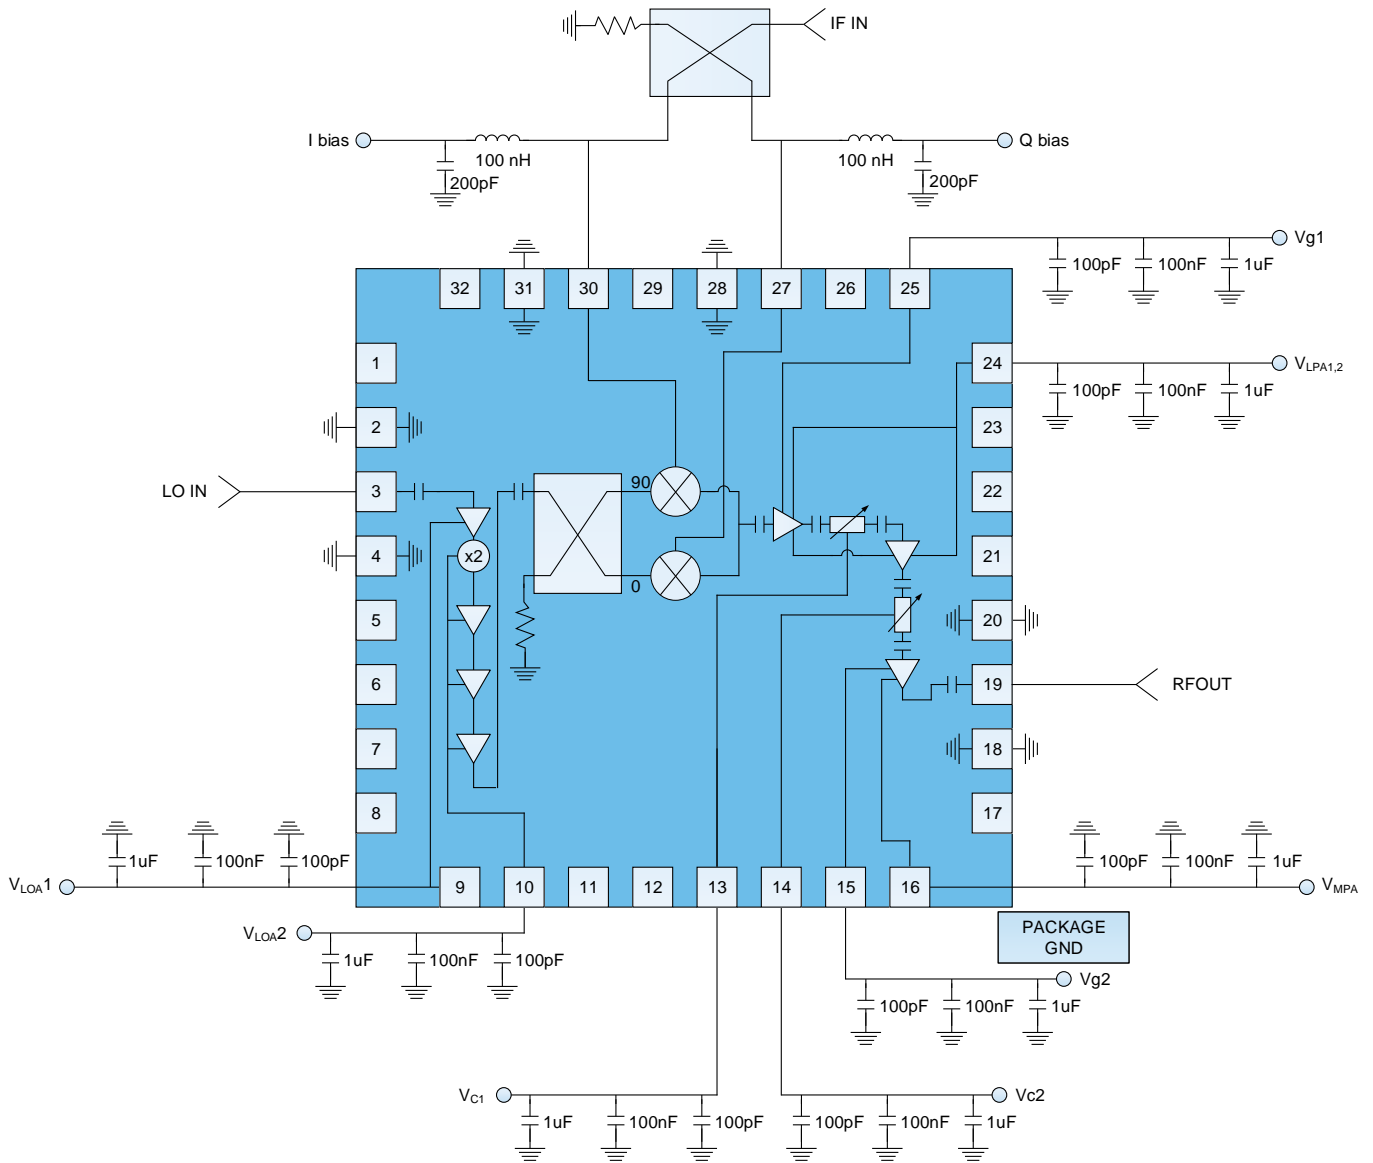 IF IN
I bias
100 nH
200pF
100 nH
Q bias
200pF
Vg1
100pF
100nF
1uF
32
31
30
29
28
27
26
25
1
24
VLPA1,2
100pF
100nF
1uF
2
23
LO IN
3
90
22
4
x2
0
21
5
20
6
19
RFOUT
7
18
8
17
1uF
100nF
100pF
100pF
100nF
1uF
VLOA1
9
10
11
12
13
14
15
16
VMPA
VLOA2
1uF
100nF
100pF
PACKAGE
GND
Vg2
100pF
100nF
1uF
VC1
1uF
100nF
100pF
Vc2
100pF
100nF
1uF